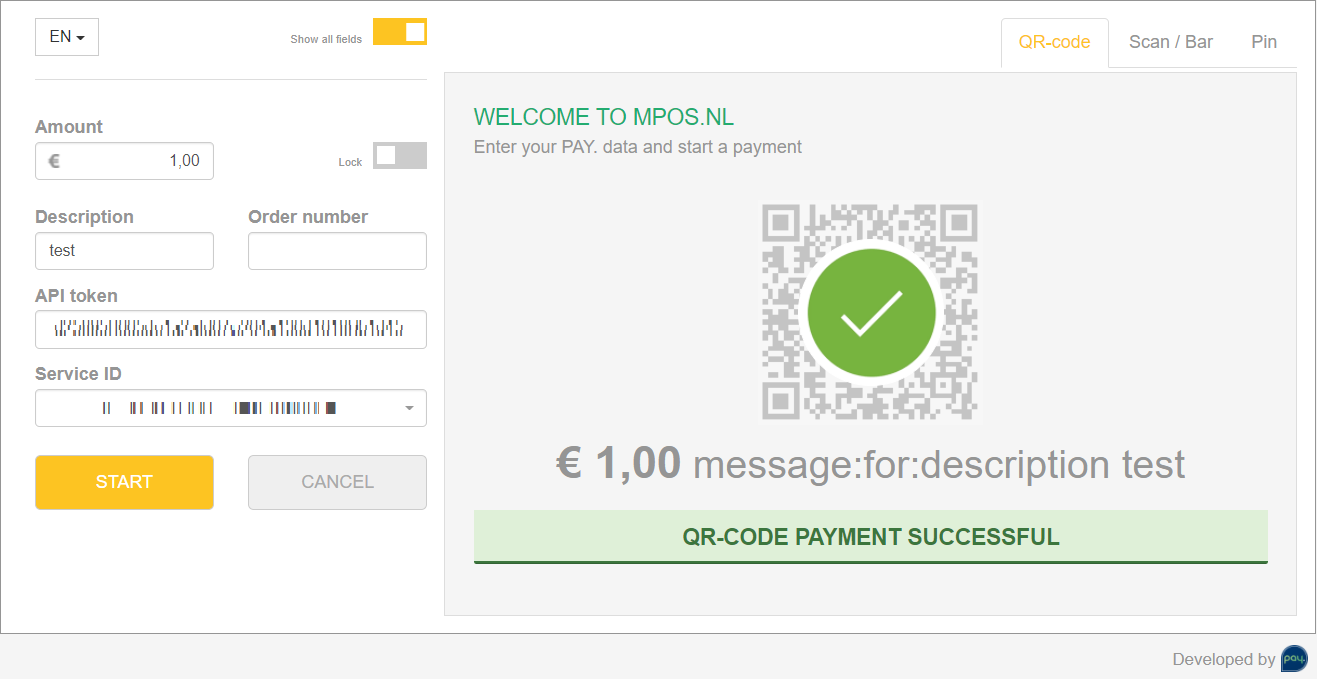 EN
Show all fields
QR-code
Scan / Bar
Pin
Amount
€ 1,00
Lock
Description
Order number
test
API token
Service ID
START
CANCEL
WELCOME TO MPOS.NL
Enter your PAY. data and start a payment
€ 1,00 message:for:description test
QR-CODE PAYMENT SUCCESSFUL
Developed by pay.